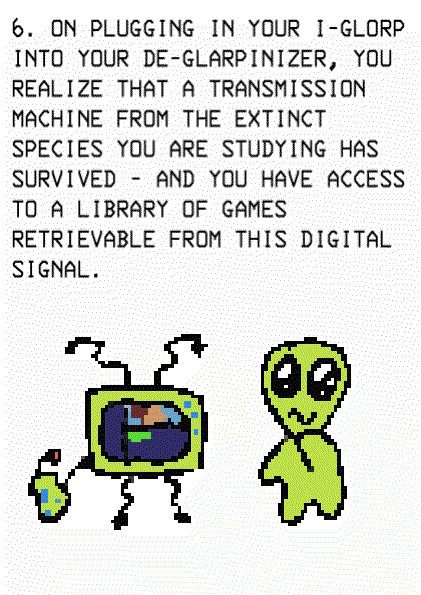 6. ON PLUGGING IN YOUR I-GLORP
INTO YOUR DE-GLARPINIZER, YOU
REALIZE THAT A TRANSMISSION
MACHINE FROM THE EXTINCT
SPECIES YOU ARE STUDYING HAS
SURVIVED - AND YOU HAVE ACCESS
TO A LIBRARY OF GAMES
RETRIEVABLE FROM THIS DIGITAL
SIGNAL.